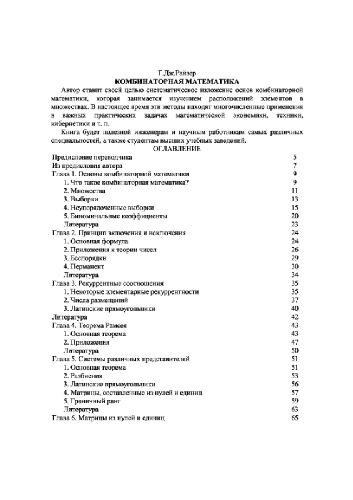 Г.Дж.Райзер
КОМБИНАТОРНАЯ МАТЕМАТИКА
Автор ставит своей целью систематическое изложение основ комбинаторной
математики, которая занимается изучением расположений элементов в
множествах. В настоящее время эти методы находят многочисленные применения
в важных практических задачах математической экономики, техники,
кибернетики и т. п.
Книга будет полезной инженерам и научным работникам самых различных
специальностей, а также студентам высших учебных заведений.
ОГЛАВЛЕНИЕ
Предисловие переводчика 5
Из предисловия автора 7
Глава 1. Основы комбинаторной математики 9
1. Что такое комбинаторная математика? 9
2. Множества 11
3. Выборки 13
4. Неупорядоченные выборки 15
5. Биноминальные коэффициенты 20
Литература 23
Глава 2. Принцип включения и исключения 24
1. Основная формула 24
2. Приложения к теории чисел 26
3. Беспорядки 29
4. Перманент 30
Литература 34
Глава 3. Рекуррентные соотношения 35
1. Некоторые элементарные рекуррентности 35
2. Числа размещений 37
3. Латинские прямоугольники 40
Литература 42
Глава 4. Теорема Рамсея 43
1. Основная теорема 43
2. Приложения 47
Литература 50
Глава 5. Системы различных представителей 51
1. Основная теорема 51
2. Разбиения 53
3. Латинские прямоугольники 56
4. Матрицы, составленные из нулей и единиц 57
5. Граничный ранг 59
Литература 63
Глава 6. Матрицы из нулей и единиц 65